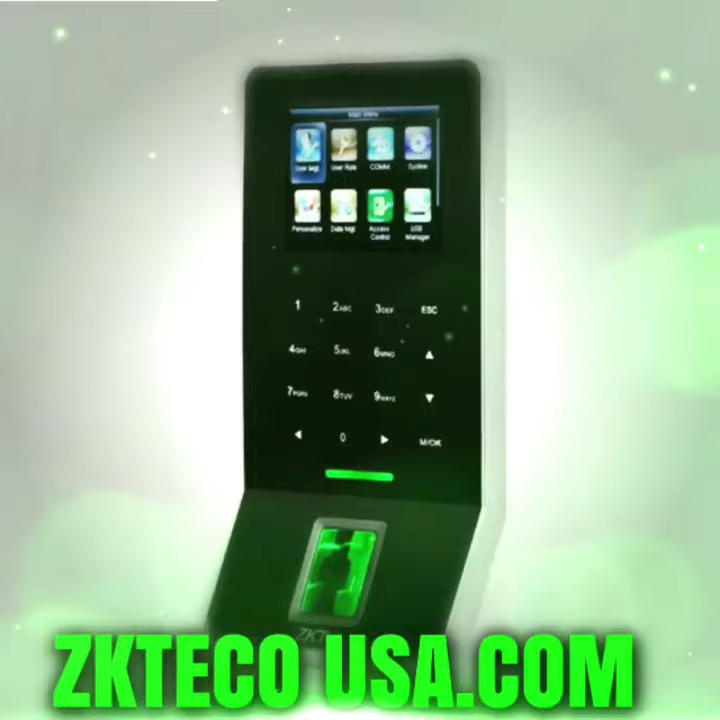 Main Menu
User Mgt. User Role COMM. System
Personalize Data Mgt. Access Control USB Manager
1 2ABC 3DEF ESC
4GHI 5JKL 6MNO ▲
7PQRS 8TUV 9WXYZ ▼
◀ 0 ▶ M/OK
ZKT
ZKTECO USA.COM